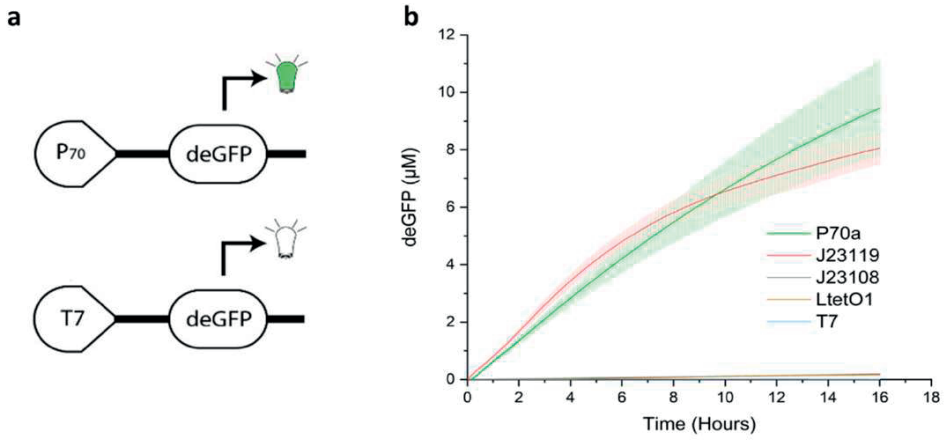 a
P70
deGFP
T7
deGFP
b
12
10
8
6
4
2
0
deGFP (µM)
P70a
J23119
J23108
LtetO1
T7
0 2 4 6 8 10 12 14 16 18
Time (Hours)